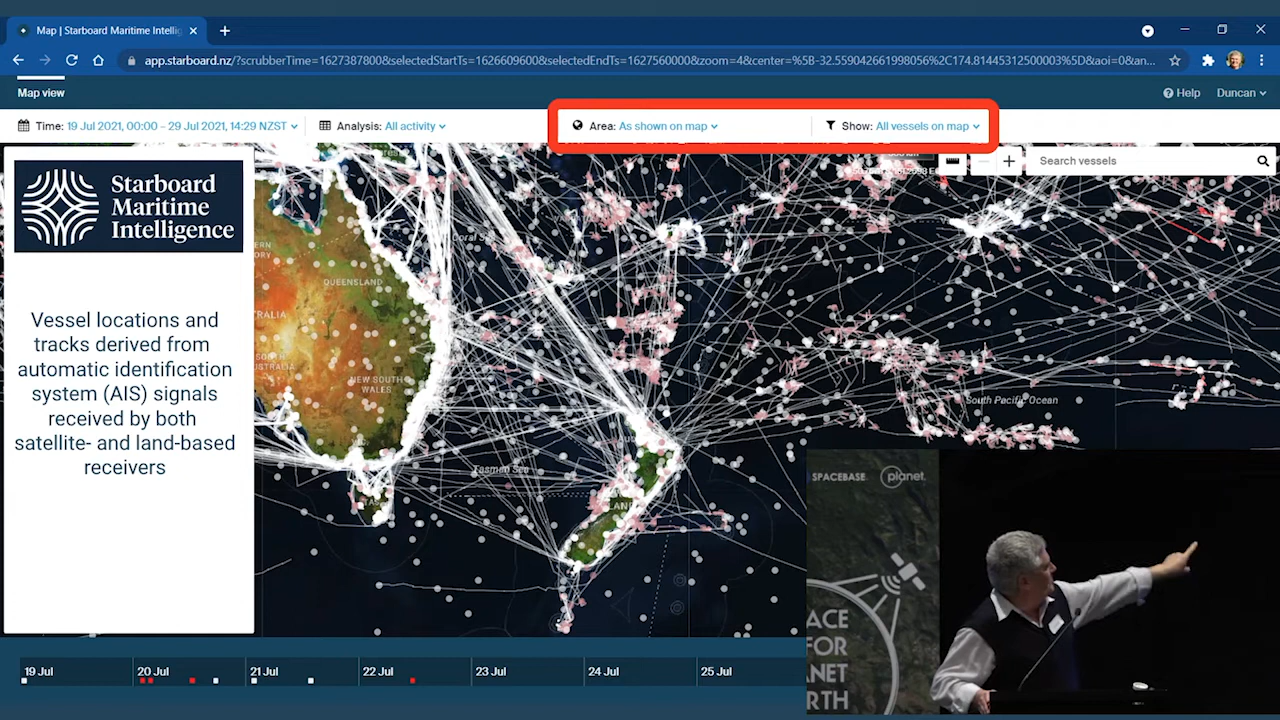 Map | Starboard Maritime Intellig
app.starboard.nz/?scrubberTime=1627387800&selectedStartTs=1626609600&selectedEndTs=1627560000&zoom=4&center=%5B-32.559042661998056%2C174.81445312500003%5D&aoi=0&an...
Map view
Help
Duncan
Time: 19 Jul 2021, 00:00 – 29 Jul 2021, 14:29 NZST
Analysis: All activity
Area: As shown on map
Show: All vessels on map
Search vessels
Starboard
Maritime
Intelligence
Vessel locations and
tracks derived from
automatic identification
system (AIS) signals
received by both
satellite- and land-based
receivers
QUEENSLAND
NEW SOUTH
WALES
Tasman Sea
South Pacific Ocean
SPACEBASE
planet.
ACE
FOR
ANET
RTH
19 Jul
20 Jul
21 Jul
22 Jul
23 Jul
24 Jul
25 Jul